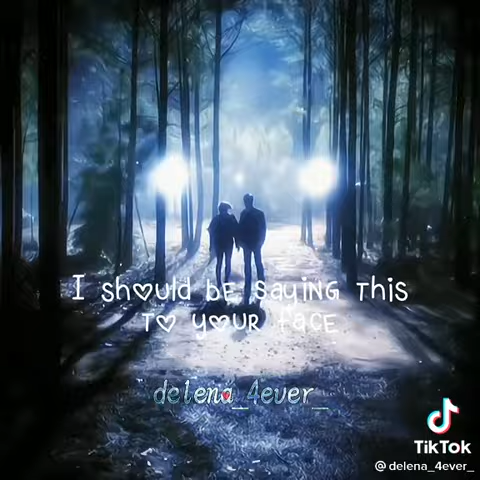 I should be saying this
to your face
delena_4ever_
TikTok
@delena_4ever_